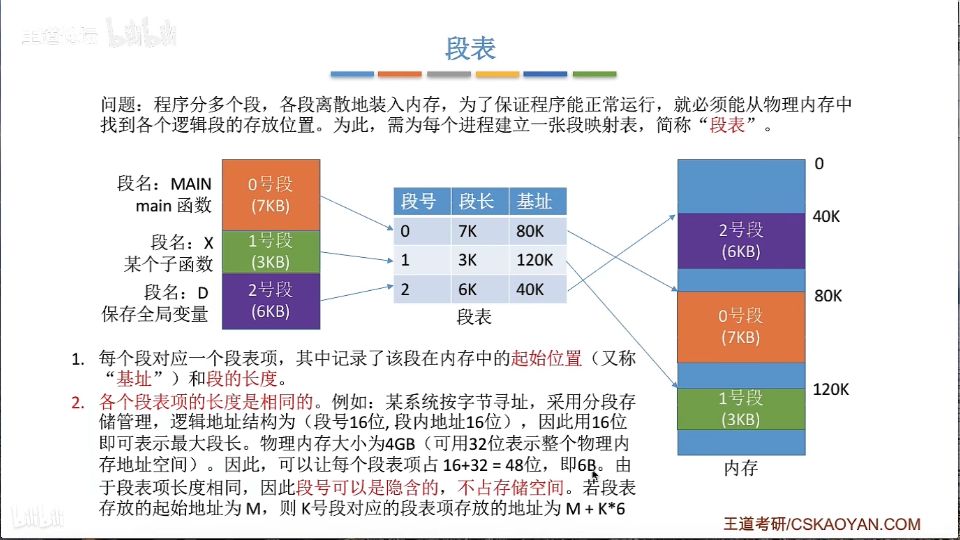 王道考研 bilibili
段表
问题：程序分多个段，各段离散地装入内存，为了保证程序能正常运行，就必须能从物理内存中
找到各个逻辑段的存放位置。为此，需为每个进程建立一张段映射表，简称“段表”。
段名：MAIN
main 函数
段名：X
某个子函数
段名：D
保存全局变量
0号段
(7KB)
1号段
(3KB)
2号段
(6KB)
段号 段长 基址
0 7K 80K
1 3K 120K
2 6K 40K
段表
0
40K
2号段
(6KB)
80K
0号段
(7KB)
120K
1号段
(3KB)
内存
1. 每个段对应一个段表项，其中记录了该段在内存中的起始位置（又称
“基址”）和段的长度。
2. 各个段表项的长度是相同的。例如：某系统按字节寻址，采用分段存
储管理，逻辑地址结构为（段号16位, 段内地址16位），因此用16位
即可表示最大段长。物理内存大小为4GB（可用32位表示整个物理内
存地址空间）。因此，可以让每个段表项占 16+32 = 48位，即6B。由
于段表项长度相同，因此段号可以是隐含的，不占存储空间。若段表
存放的起始地址为 M，则 K号段对应的段表项存放的地址为 M + K*6
bilibili
王道考研/CSKAOYAN.COM